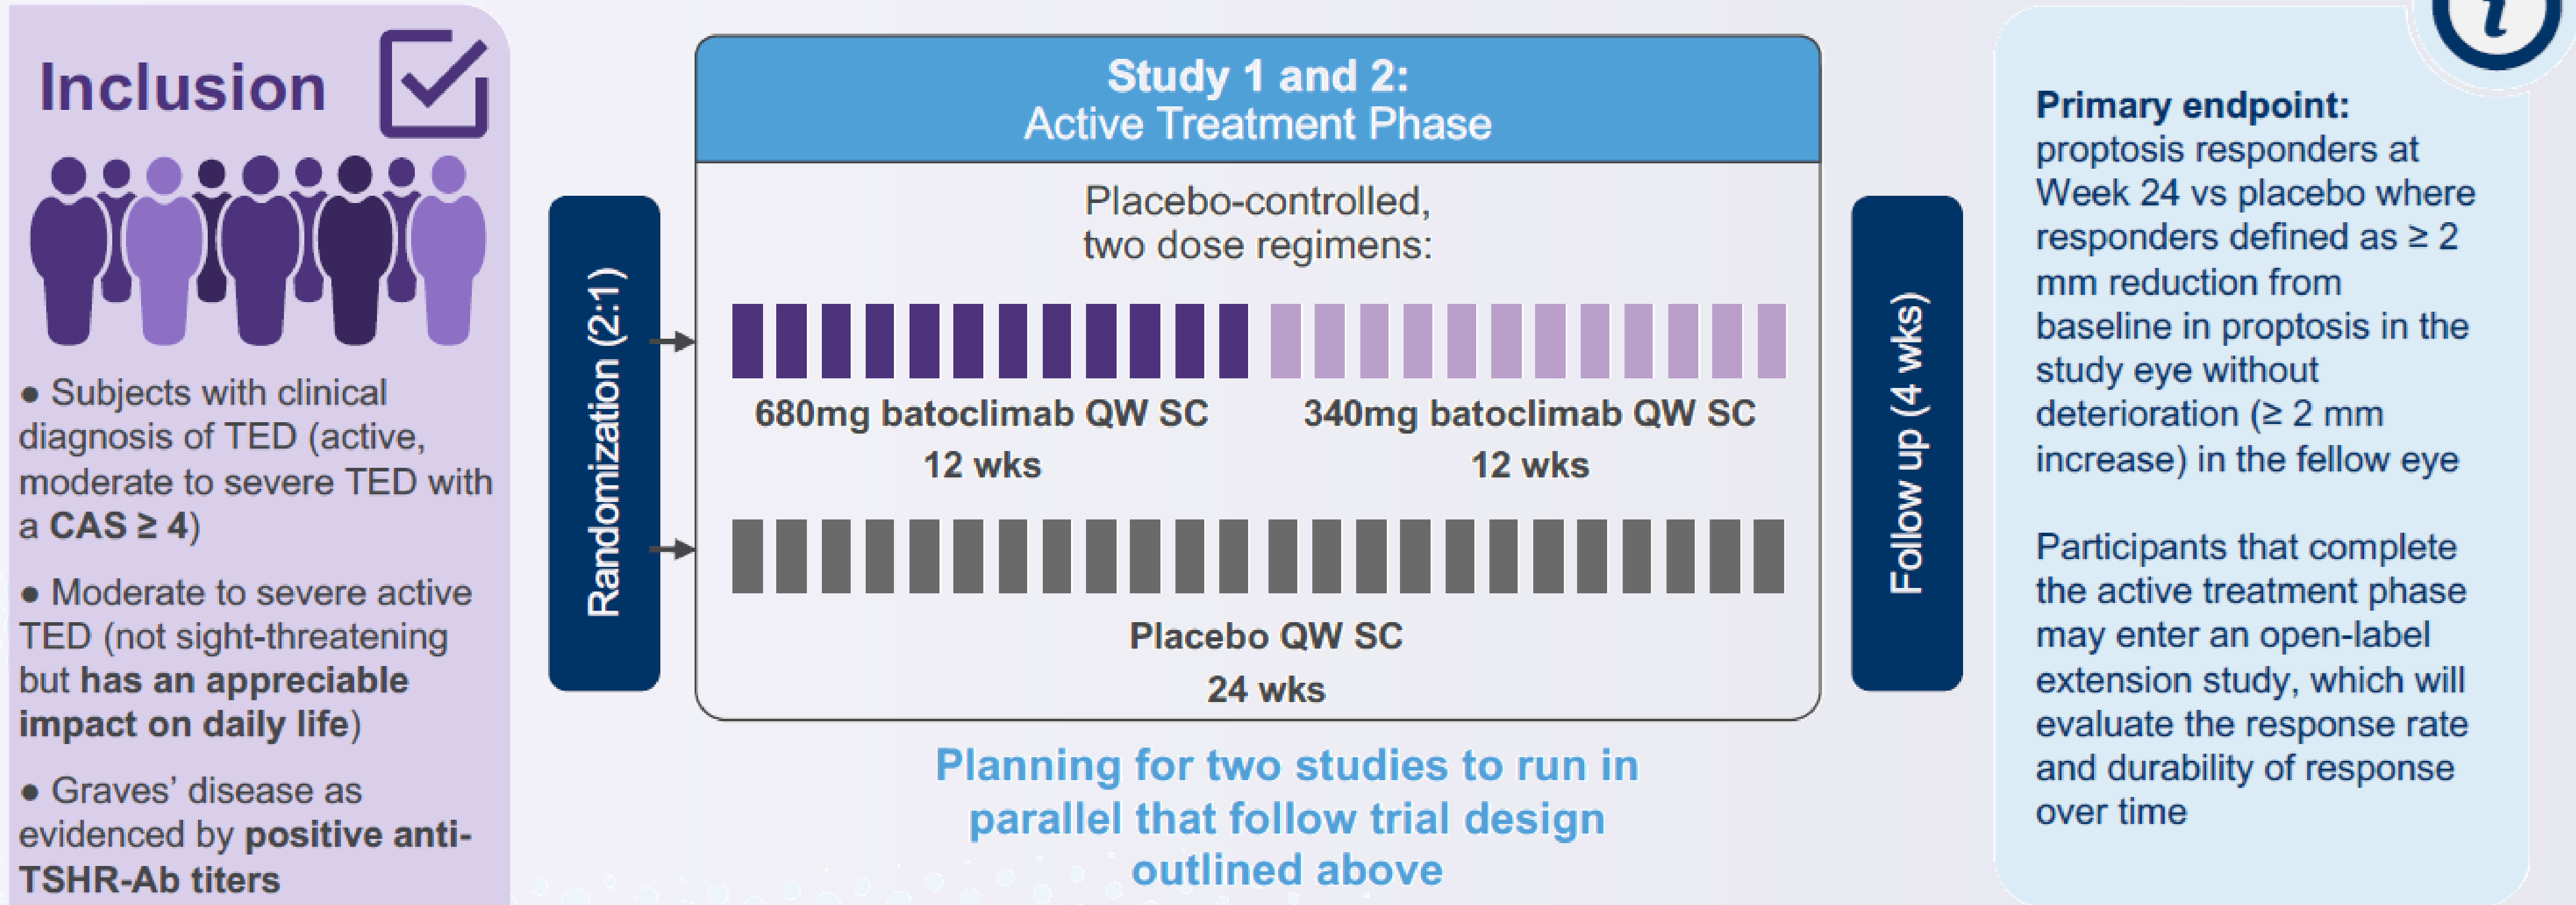 Inclusion
● Subjects with clinical
diagnosis of TED (active,
moderate to severe TED with
a CAS ≥ 4)
● Moderate to severe active
TED (not sight-threatening
but has an appreciable
impact on daily life)
● Graves’ disease as
evidenced by positive anti-
TSHR-Ab titers
Randomization (2:1)
Study 1 and 2:
Active Treatment Phase
Placebo-controlled,
two dose regimens:
680mg batoclimab QW SC
12 wks
340mg batoclimab QW SC
12 wks
Placebo QW SC
24 wks
Planning for two studies to run in
parallel that follow trial design
outlined above
Follow up (4 wks)
i
Primary endpoint:
proptosis responders at
Week 24 vs placebo where
responders defined as ≥ 2
mm reduction from
baseline in proptosis in the
study eye without
deterioration (≥ 2 mm
increase) in the fellow eye
Participants that complete
the active treatment phase
may enter an open-label
extension study, which will
evaluate the response rate
and durability of response
over time